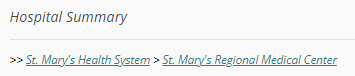 Hospital Summary
>> St. Mary's Health System > St. Mary's Regional Medical Center